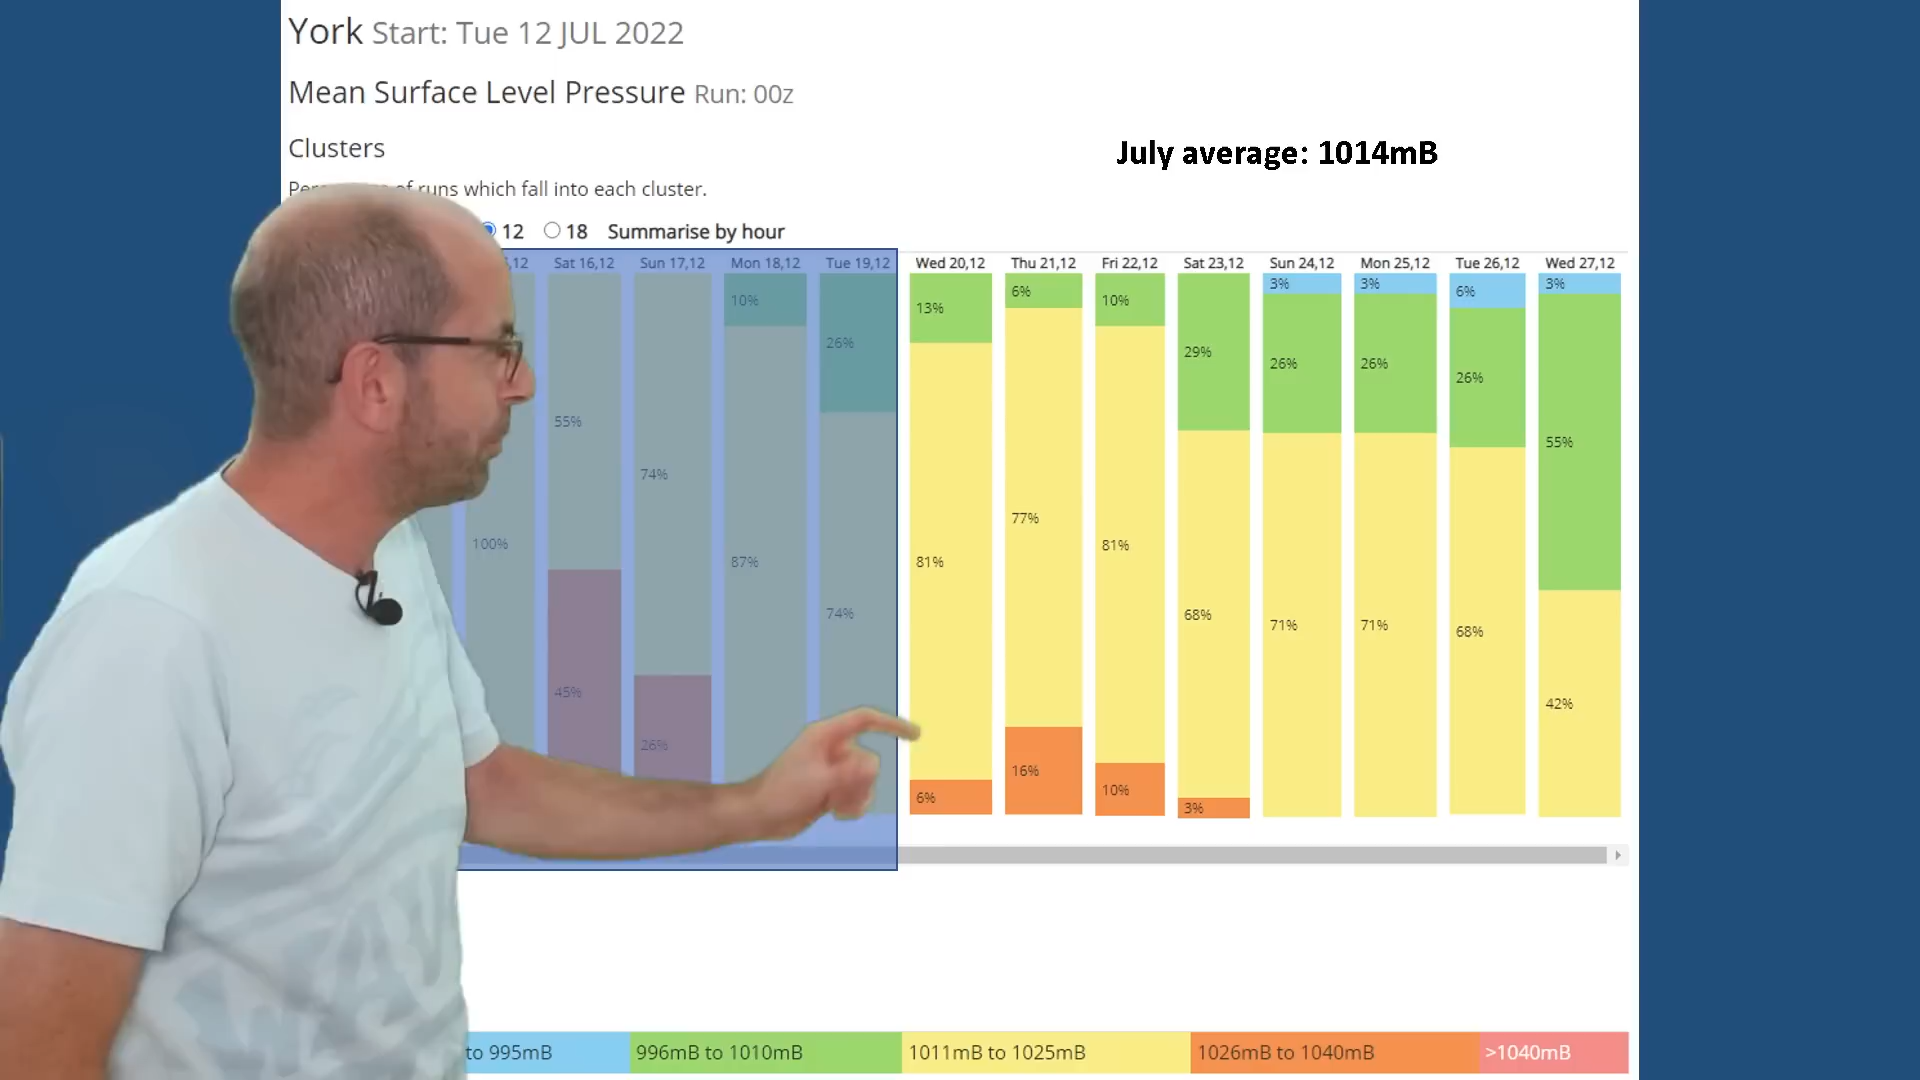 York Start: Tue 12 JUL 2022
Mean Surface Level Pressure Run: 00z
Clusters
July average: 1014mB
of runs which fall into each cluster.
12 18 Summarise by hour
,12 Sat 16,12 Sun 17,12 Mon 18,12 Tue 19,12 Wed 20,12 Thu 21,12 Fri 22,12 Sat 23,12 Sun 24,12 Mon 25,12 Tue 26,12 Wed 27,12
3% 3% 6% 3%
10% 13% 6% 10%
26% 29% 26% 26% 26%
55% 55%
74% 77%
100% 87% 81% 81%
74% 68% 71% 71% 68%
45% 42%
26% 16%
6% 10% 3%
to 995mB 996mB to 1010mB 1011mB to 1025mB 1026mB to 1040mB >1040mB